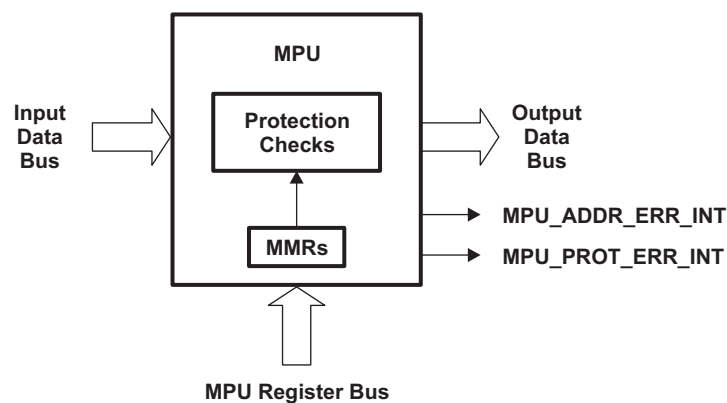 MPU
Input
Data
Bus
Protection
Checks
Output
Data
Bus
MPU_ADDR_ERR_INT
MMRs
MPU_PROT_ERR_INT
MPU Register Bus